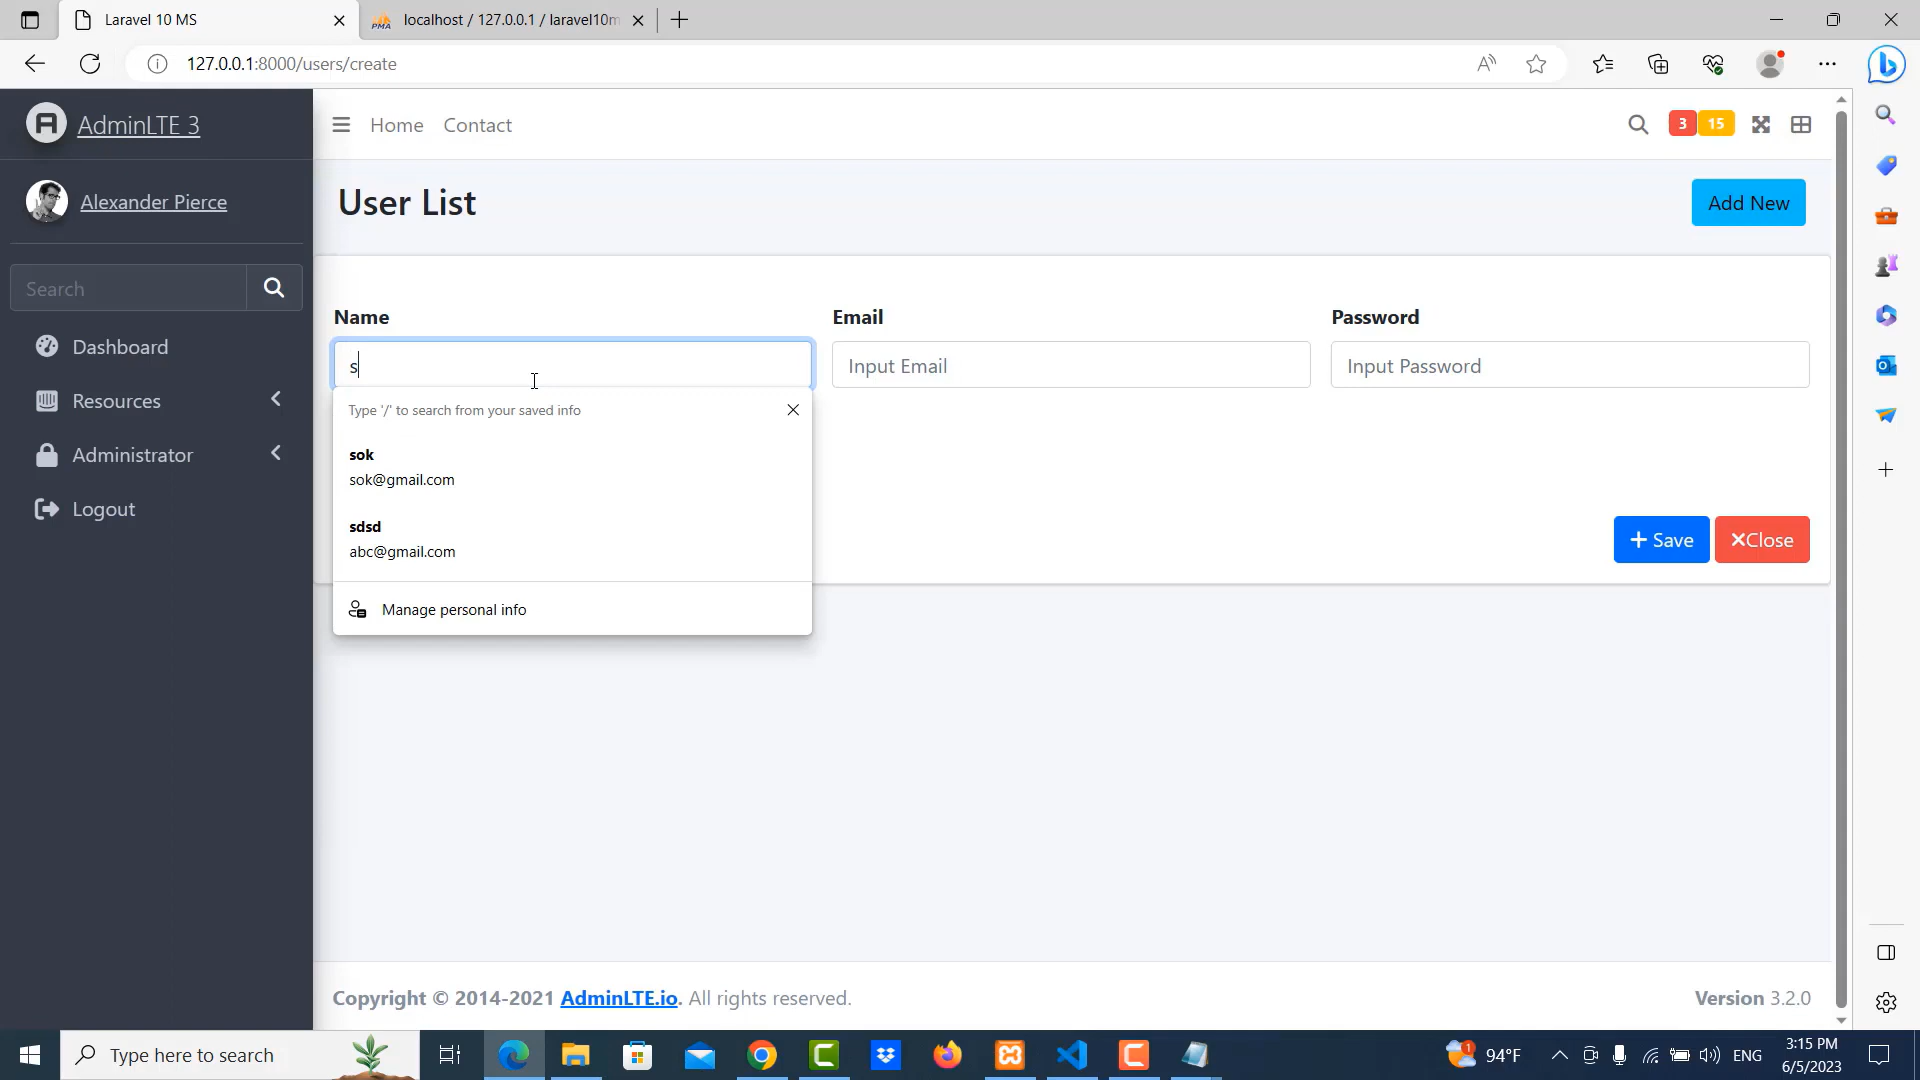 Laravel 10 MS
localhost / 127.0.0.1 / laravel10m
127.0.0.1:8000/users/create
AdminLTE 3
Home
Contact
3
15
Alexander Pierce
User List
Add New
Search
Name
Email
Password
s
Input Email
Input Password
Dashboard
Resources
Administrator
Logout
Type '/' to search from your saved info
sok
sok@gmail.com
sdsd
abc@gmail.com
Manage personal info
Save
Close
Copyright © 2014-2021 AdminLTE.io. All rights reserved.
Version 3.2.0
Type here to search
94°F
ENG
3:15 PM
6/5/2023